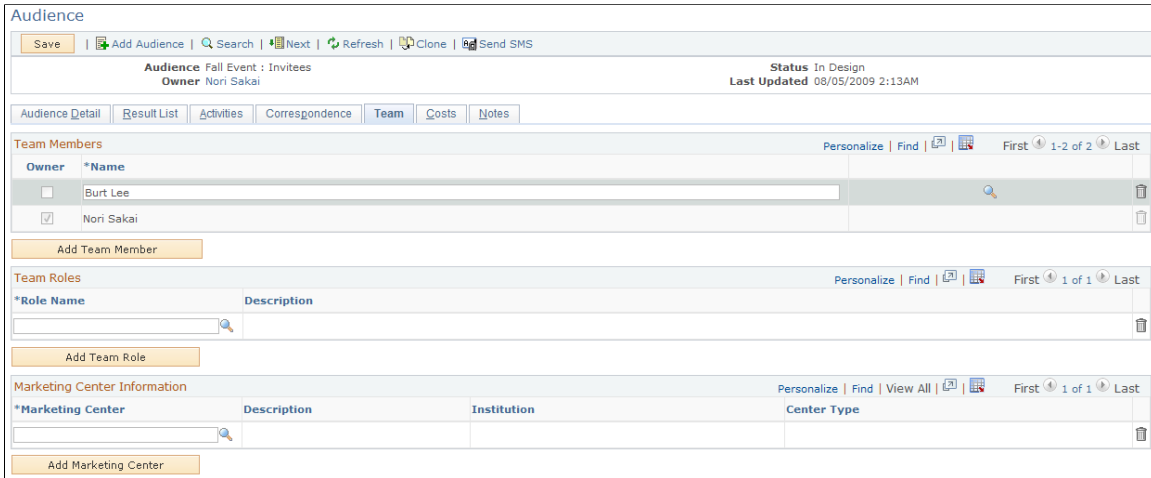 Audience
Save | Add Audience | Search | Next | Refresh | Clone | Send SMS
Audience Fall Event : Invitees Status In Design
Owner Nori Sakai Last Updated 08/05/2009 2:13AM
Audience Detail Result List Activities Correspondence Team Costs Notes
Team Members Personalize | Find | | First 1-2 of 2 Last
Owner *Name
Burt Lee
Nori Sakai
Add Team Member
Team Roles Personalize | Find | | First 1 of 1 Last
*Role Name Description
Add Team Role
Marketing Center Information Personalize | Find | View All | | First 1 of 1 Last
*Marketing Center Description Institution Center Type
Add Marketing Center